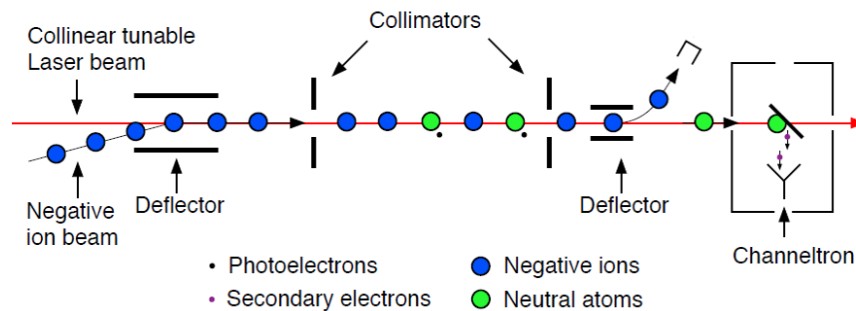 Collinear tunable
Laser beam
Collimators
Negative
ion beam
Deflector
Deflector
Channeltron
Photoelectrons
Negative ions
Secondary electrons
Neutral atoms